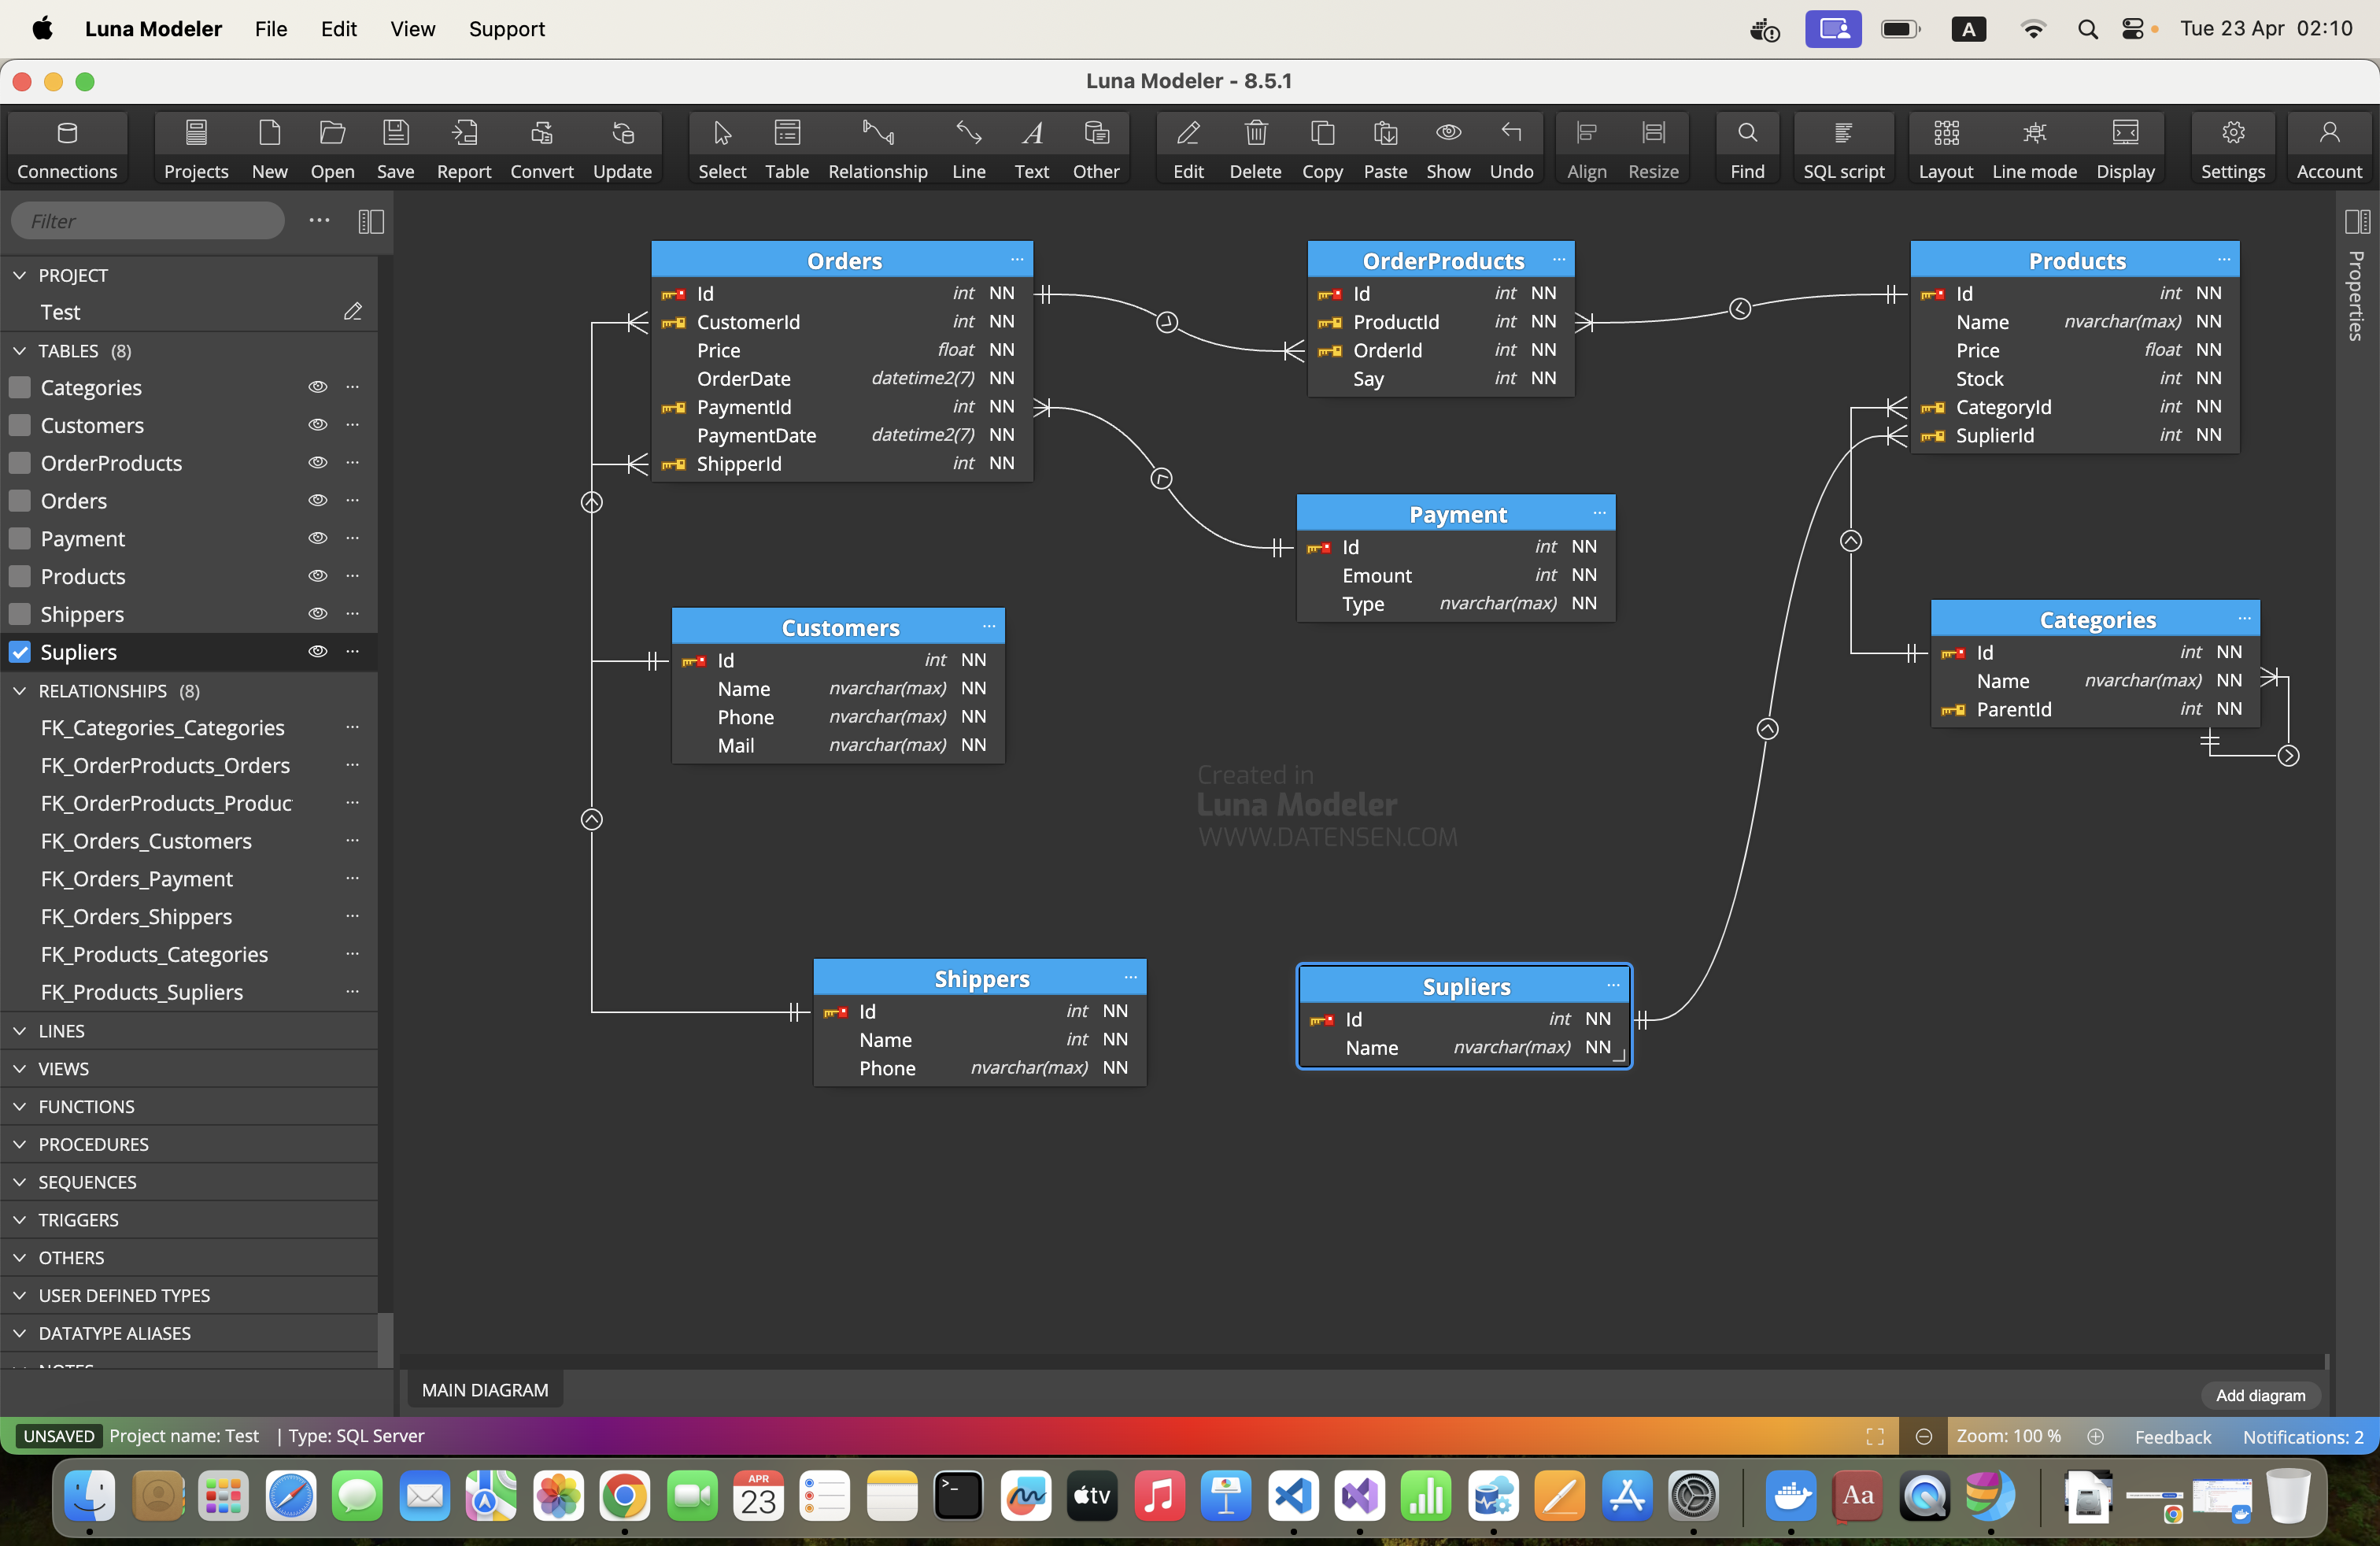 Luna Modeler File Edit View Support A Tue 23 Apr 02:10
Luna Modeler - 8.5.1
Connections Projects New Open Save Report Convert Update Select Table Relationship Line Text Other Edit Delete Copy Paste Show Undo Align Resize Find SQL script Layout Line mode Display Settings Account
Filter
PROJECT
Test
TABLES (8)
Categories
Customers
OrderProducts
Orders
Payment
Products
Shippers
Supliers
RELATIONSHIPS (8)
FK_Categories_Categories
FK_OrderProducts_Orders
FK_OrderProducts_Produc
FK_Orders_Customers
FK_Orders_Payment
FK_Orders_Shippers
FK_Products_Categories
FK_Products_Supliers
LINES
VIEWS
FUNCTIONS
PROCEDURES
SEQUENCES
TRIGGERS
OTHERS
USER DEFINED TYPES
DATATYPE ALIASES
Orders
Id int NN
CustomerId int NN
Price float NN
OrderDate datetime2(7) NN
PaymentId int NN
PaymentDate datetime2(7) NN
ShipperId int NN
OrderProducts
Id int NN
ProductId int NN
OrderId int NN
Say int NN
Products
Id int NN
Name nvarchar(max) NN
Price float NN
Stock int NN
CategoryId int NN
SuplierId int NN
Payment
Id int NN
Emount int NN
Type nvarchar(max) NN
Customers
Id int NN
Name nvarchar(max) NN
Phone nvarchar(max) NN
Mail nvarchar(max) NN
Categories
Id int NN
Name nvarchar(max) NN
ParentId int NN
Created in
Luna Modeler
WWW.DATENSEN.COM
Shippers
Id int NN
Name int NN
Phone nvarchar(max) NN
Supliers
Id int NN
Name nvarchar(max) NN
Properties
MAIN DIAGRAM
Add diagram
UNSAVED Project name: Test | Type: SQL Server Zoom: 100 % Feedback Notifications: 2
APR
23
tv
Aa